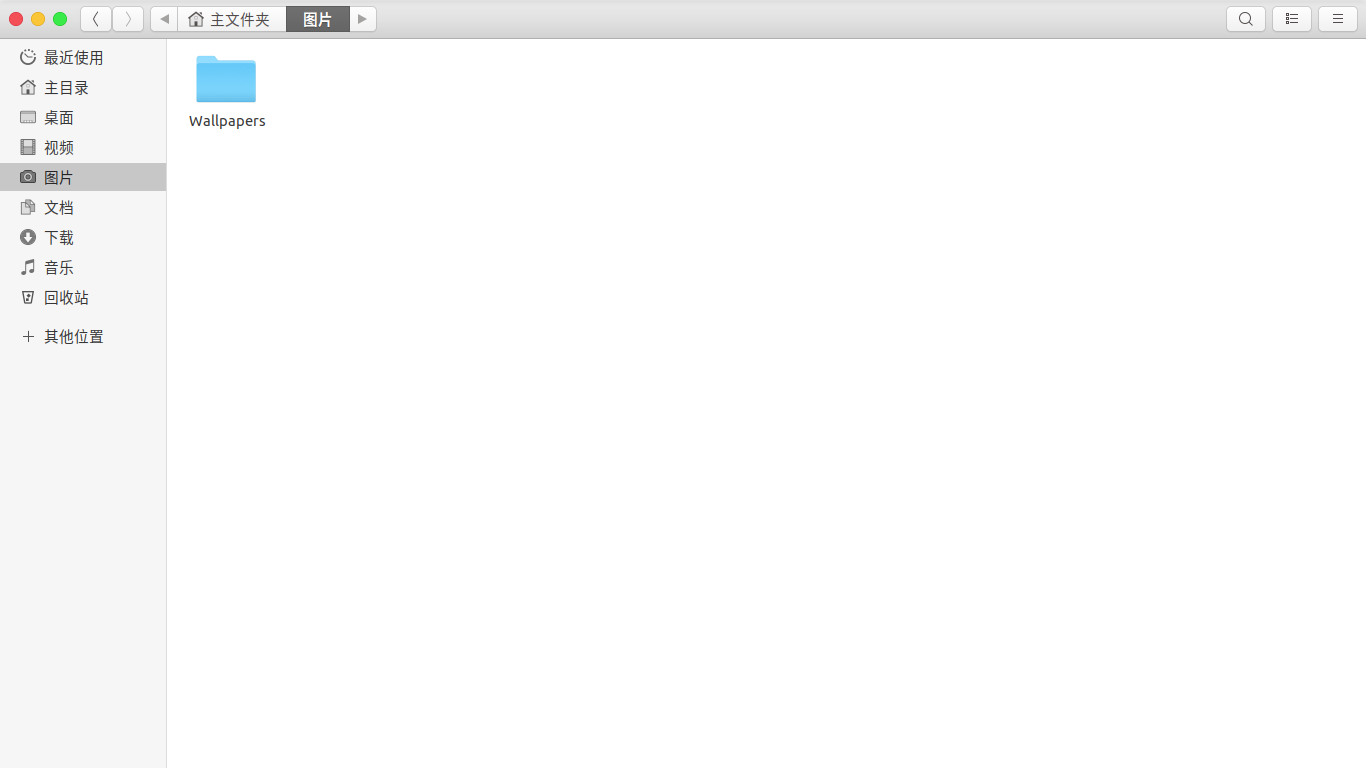 主文件夹 图片
最近使用
主目录
桌面
视频
图片
文档
下载
音乐
回收站
其他位置
Wallpapers